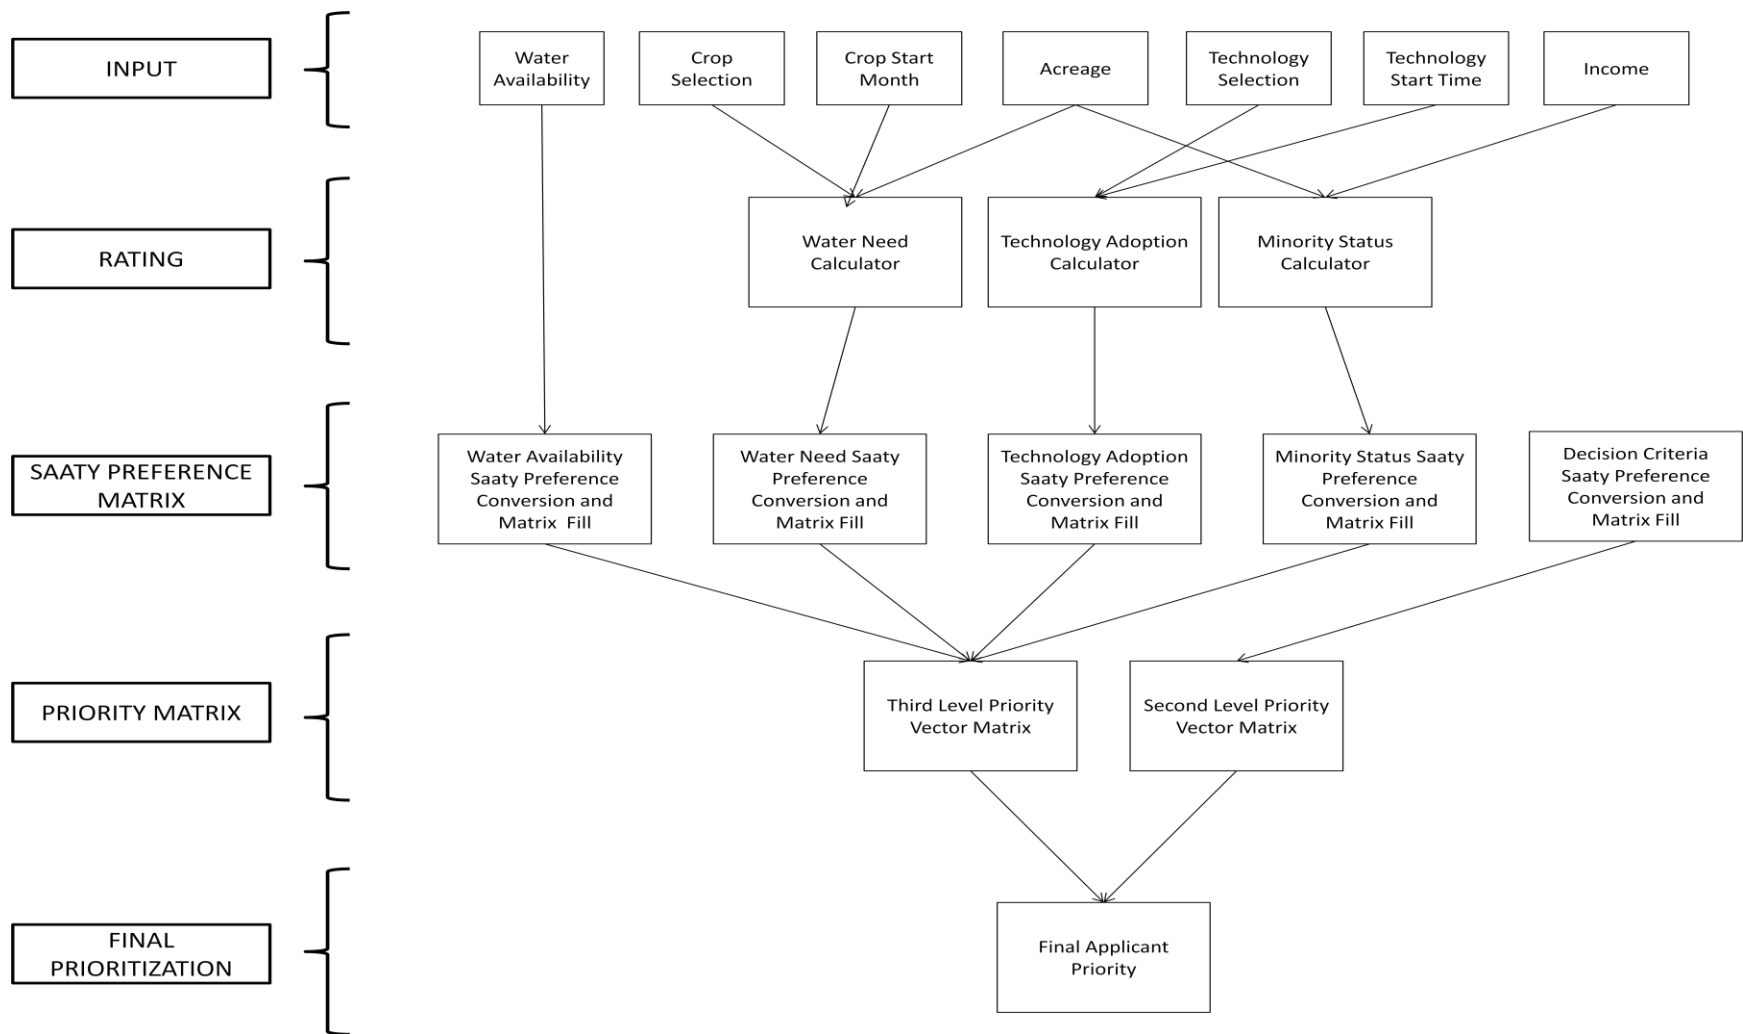 INPUT
Water
Availability
Crop
Selection
Crop Start
Month
Acreage
Technology
Selection
Technology
Start Time
Income
RATING
Water Need
Calculator
Technology Adoption
Calculator
Minority Status
Calculator
SAATY PREFERENCE
MATRIX
Water Availability
Saaty Preference
Conversion and
Matrix Fill
Water Need Saaty
Preference
Conversion and
Matrix Fill
Technology Adoption
Saaty Preference
Conversion and
Matrix Fill
Minority Status Saaty
Preference
Conversion and
Matrix Fill
Decision Criteria
Saaty Preference
Conversion and
Matrix Fill
PRIORITY MATRIX
Third Level Priority
Vector Matrix
Second Level Priority
Vector Matrix
FINAL
PRIORITIZATION
Final Applicant
Priority